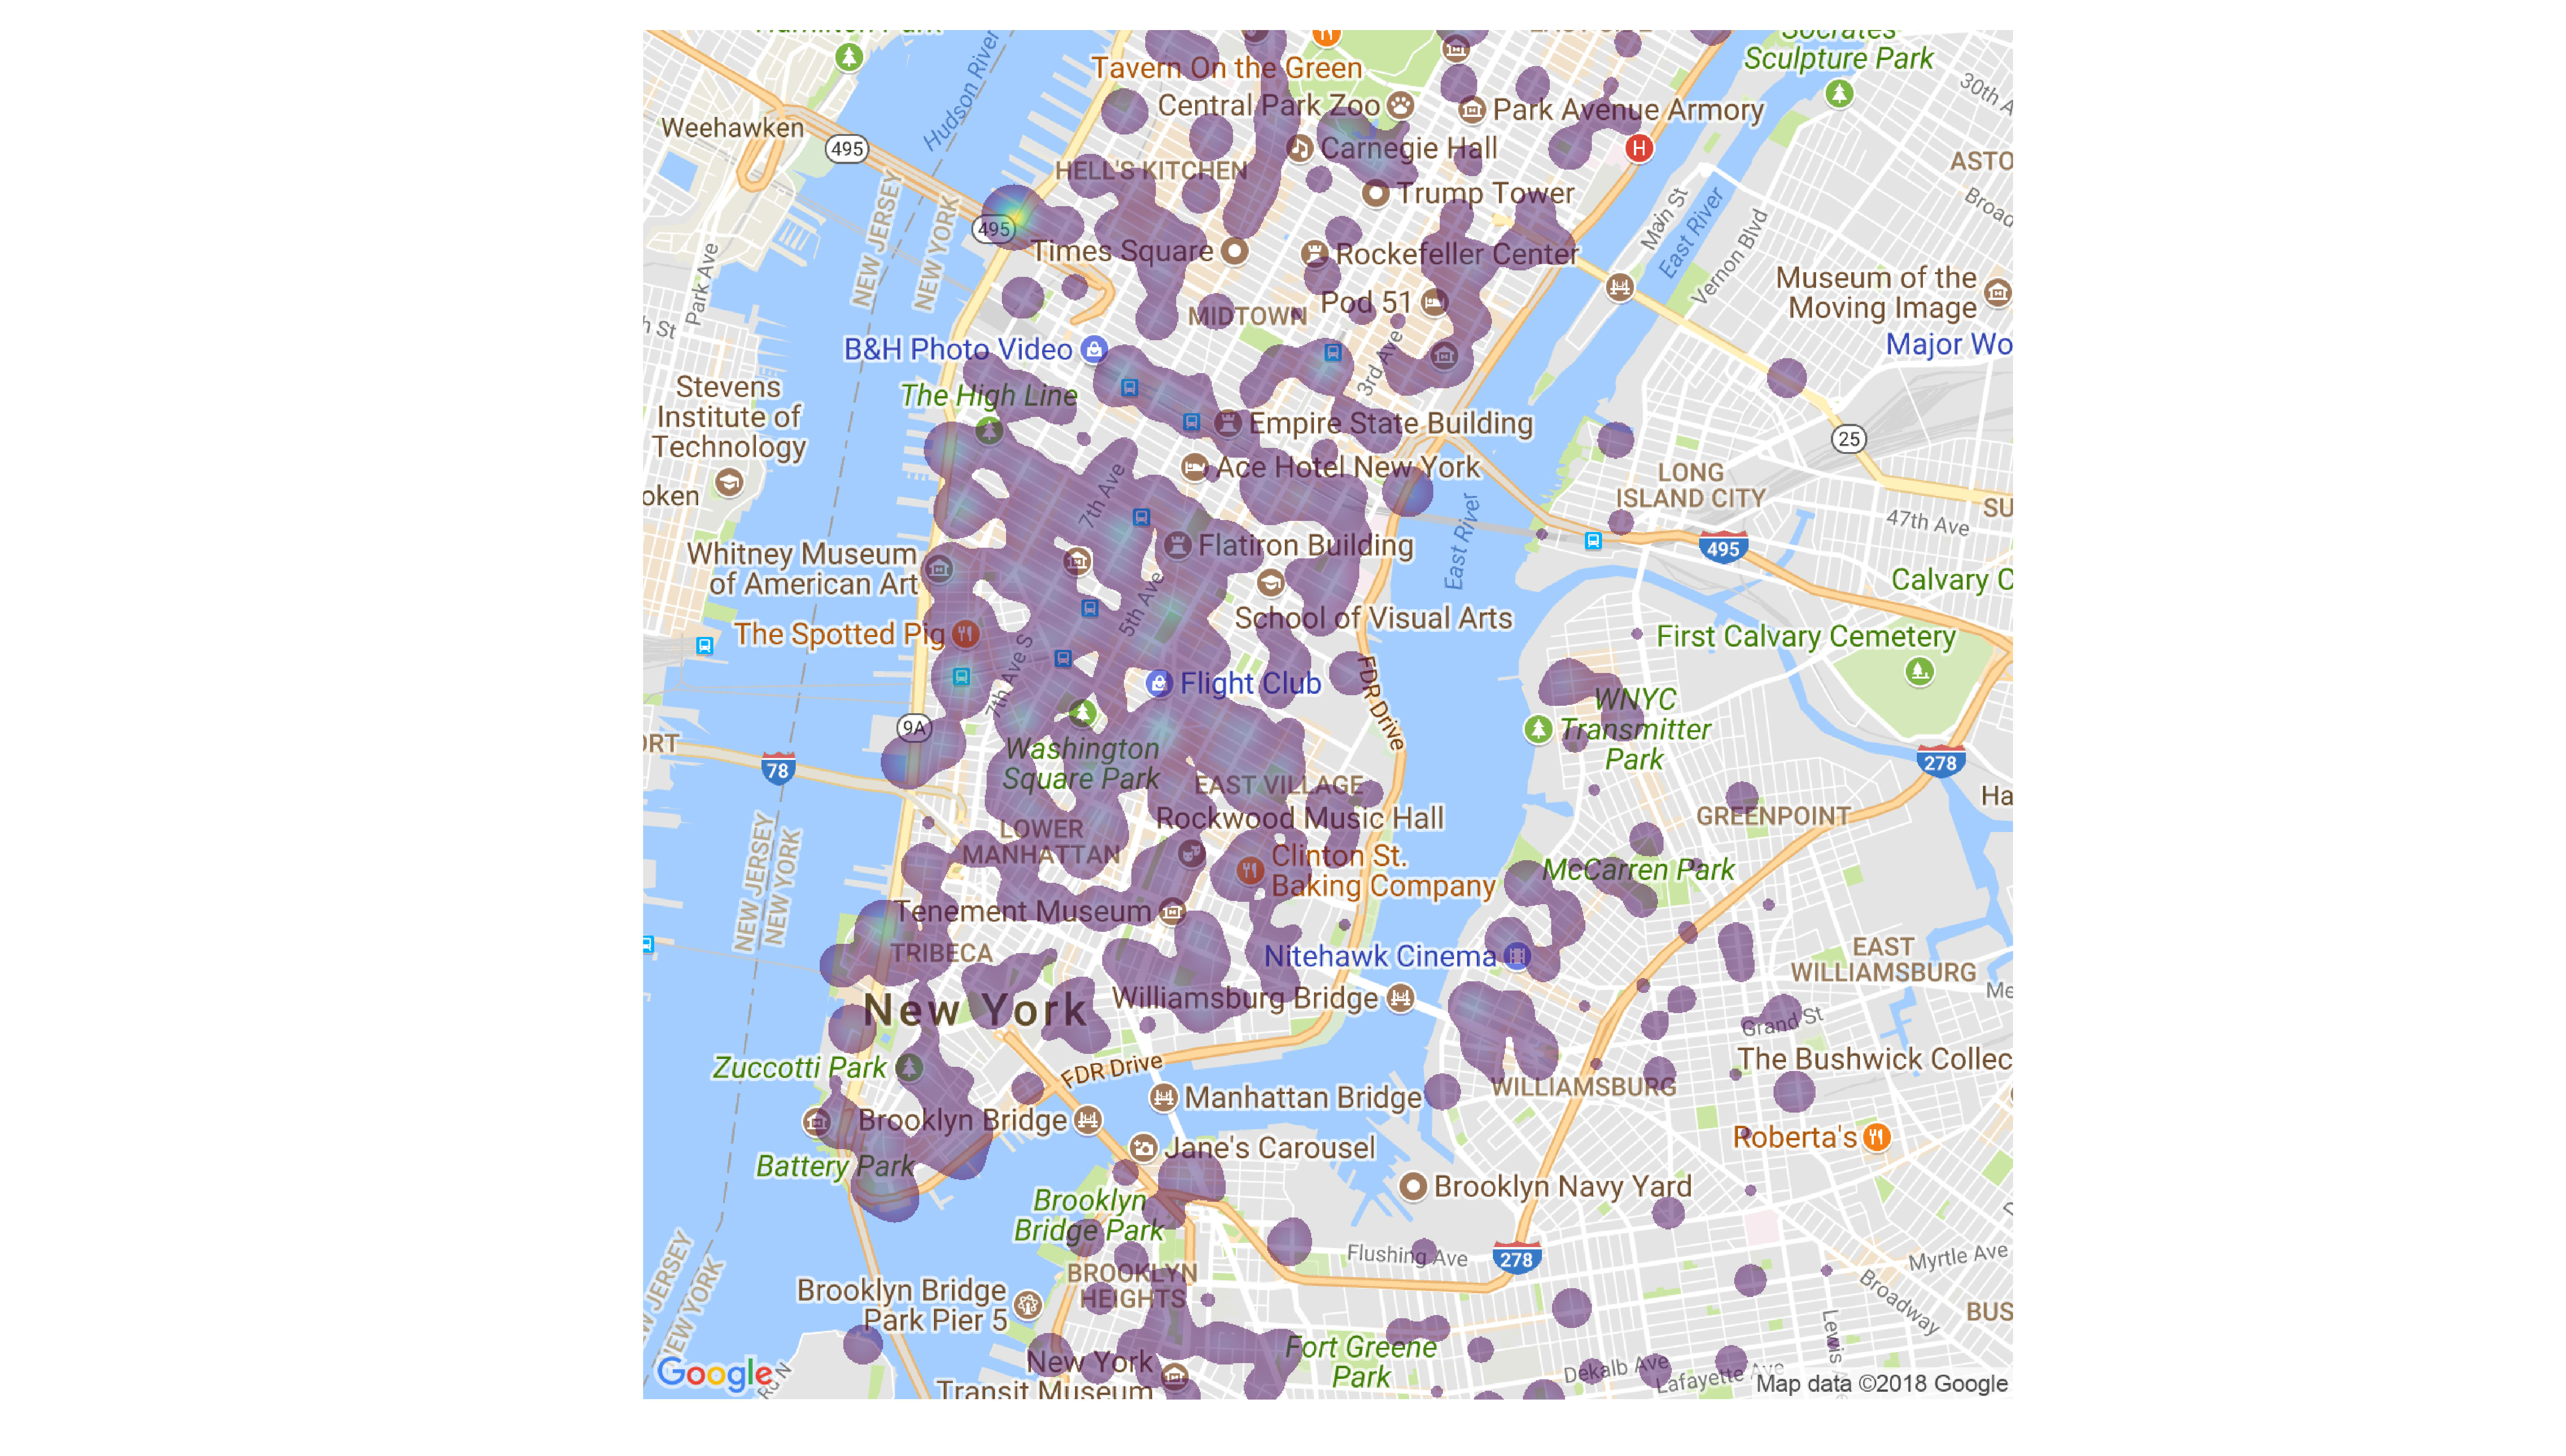 Socrates
Sculpture Park
Tavern On the Green
30th A
Hudson River
Central Park Zoo
Park Avenue Armory
Weehawken
495
Carnegie Hall
H
HELL'S KITCHEN
ASTO
Trump Tower
Broad
Main St
East River
NEW JERSEY
NEW YORK
495
Vernon Blvd
Times Square
Rockefeller Center
Park Ave
Museum of the
Moving Image
Pod 51
MIDTOWN
h St
B&H Photo Video
Major Wo
3rd Ave
Stevens
Institute of
Technology
The High Line
Empire State Building
25
Ace Hotel New York
LONG
ISLAND CITY
oken
7th Ave
SU
47th Ave
East River
Flatiron Building
495
Whitney Museum
of American Art
Calvary C
5th Ave
School of Visual Arts
The Spotted Pig
First Calvary Cemetery
7th Ave S
Flight Club
FDR Drive
WNYC
Transmitter
Park
9A
ORT
78
Washington
Square Park
278
EAST VILLAGE
Ha
Rockwood Music Hall
GREENPOINT
LOWER
MANHATTAN
NEW JERSEY
NEW YORK
Clinton St.
Baking Company
McCarren Park
Tenement Museum
TRIBECA
Nitehawk Cinema
EAST
WILLIAMSBURG
Me
New York
Williamsburg Bridge
Grand St
Zuccotti Park
FDR Drive
The Bushwick Collec
WILLIAMSBURG
Manhattan Bridge
Brooklyn Bridge
Roberta's
Jane's Carousel
Battery Park
Brooklyn Navy Yard
Brooklyn
Bridge Park
Flushing Ave
278
Myrtle Ave
NEW JERSEY
NEW YORK
BROOKLYN
HEIGHTS
Brooklyn Bridge
Park Pier 5
Broadway
BUS
Lewis
Fort Greene
Park
New York
Transit Museum
Dekalb Ave
Lafayette Ave
Google
Rd N
Map data ©2018 Google